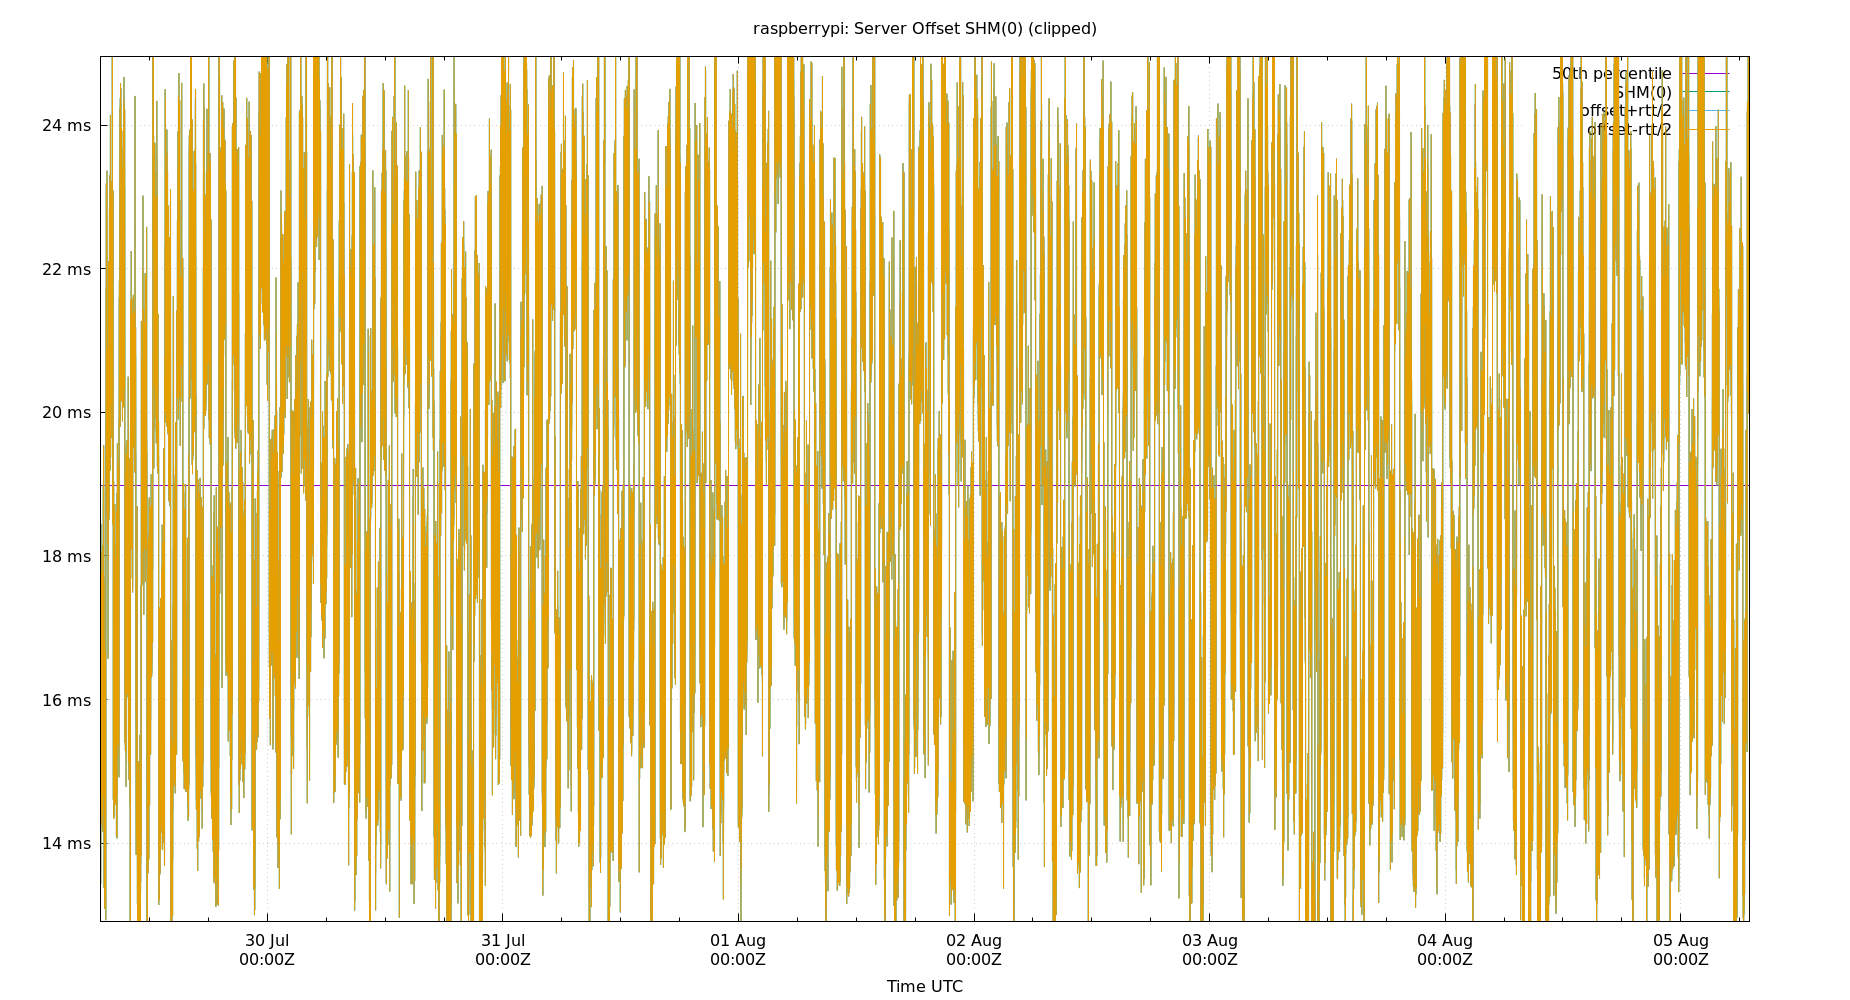 raspberrypi: Server Offset SHM(0) (clipped)
50th percentile
SHM(0)
offset+rtt/2
offset-rtt/2
24 ms
22 ms
20 ms
18 ms
16 ms
14 ms
30 Jul 31 Jul 01 Aug 02 Aug 03 Aug 04 Aug 05 Aug
00:00Z 00:00Z 00:00Z 00:00Z 00:00Z 00:00Z 00:00Z
Time UTC